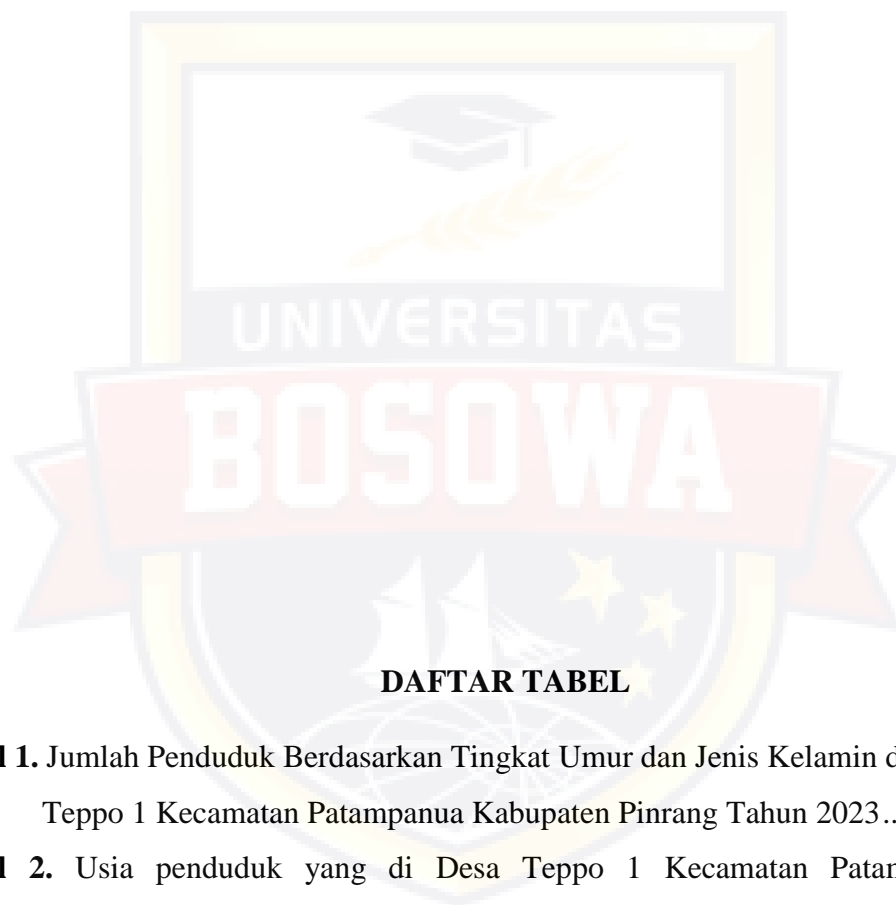 UNIVERSITAS
BOSOWA
DAFTAR TABEL
l 1. Jumlah Penduduk Berdasarkan Tingkat Umur dan Jenis Kelamin d
Teppo 1 Kecamatan Patampanua Kabupaten Pinrang Tahun 2023..
l 2. Usia penduduk yang di Desa Teppo 1 Kecamatan Patan